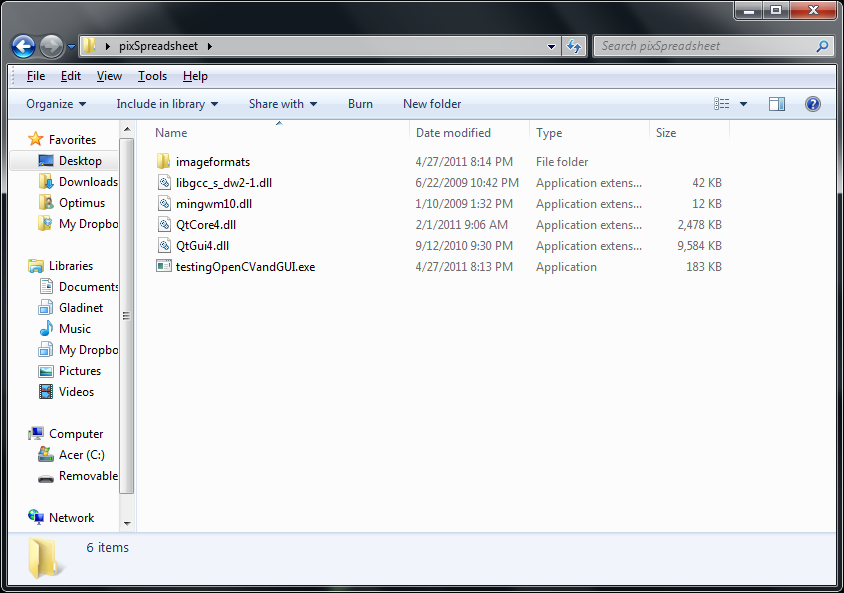 pixSpreadsheet
Search pixSpreadsheet
File Edit View Tools Help
Organize Include in library Share with Burn New folder
Favorites
Desktop
Downloads
Optimus
My Dropbo
Libraries
Documents
Gladinet
Music
My Dropbo
Pictures
Videos
Computer
Acer (C:)
Removable
Network
Name Date modified Type Size
imageformats 4/27/2011 8:14 PM File folder
libgcc_s_dw2-1.dll 6/22/2009 10:42 PM Application extens... 42 KB
mingwm10.dll 1/10/2009 1:32 PM Application extens... 12 KB
QtCore4.dll 2/1/2011 9:06 AM Application extens... 2,478 KB
QtGui4.dll 9/12/2010 9:30 PM Application extens... 9,584 KB
testingOpenCVandGUI.exe 4/27/2011 8:13 PM Application 183 KB
6 items